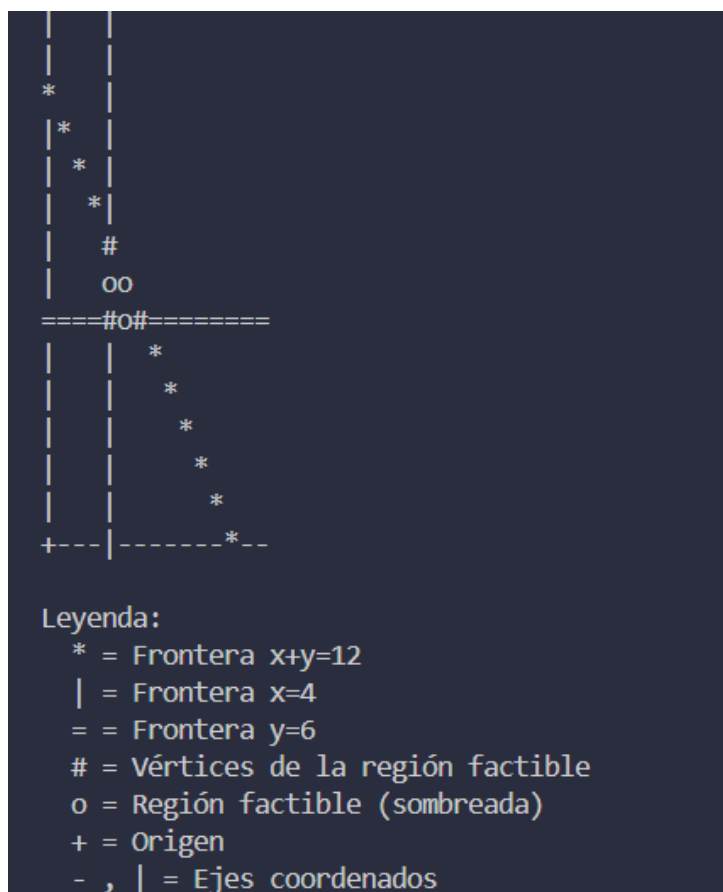 |   |
|   |
*   |
|*  |
| * |
|  *|
|   #
|   oo
====#o#========
|   |  *
|   |   *
|   |    *
|   |     *
|   |      *
+---|-------*--
Leyenda:
  * = Frontera x+y=12
  | = Frontera x=4
  = = Frontera y=6
  # = Vértices de la región factible
  o = Región factible (sombreada)
  + = Origen
  - , | = Ejes coordenados